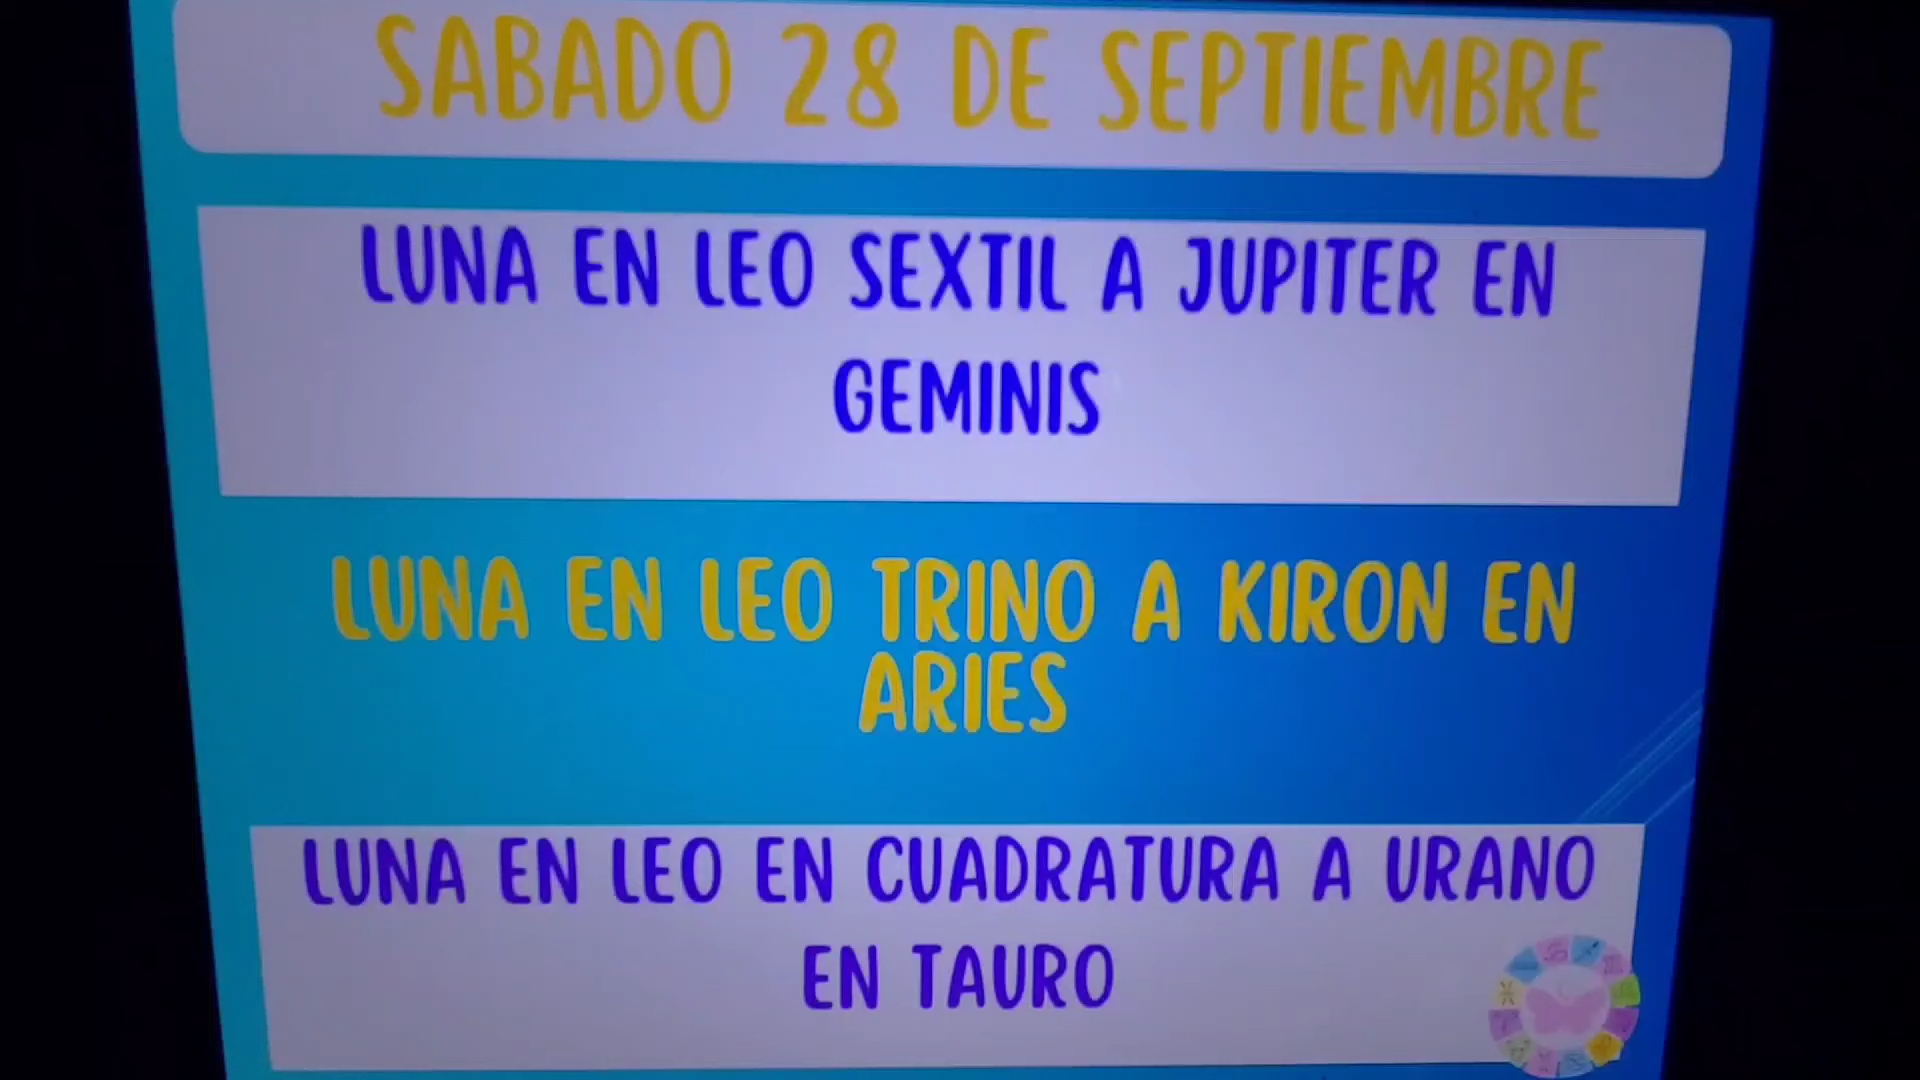 SABADO 28 DE SEPTIEMBRE
LUNA EN LEO SEXTIL A JUPITER EN
GEMINIS
LUNA EN LEO TRINO A KIRON EN
ARIES
LUNA EN LEO EN CUADRATURA A URANO
EN TAURO